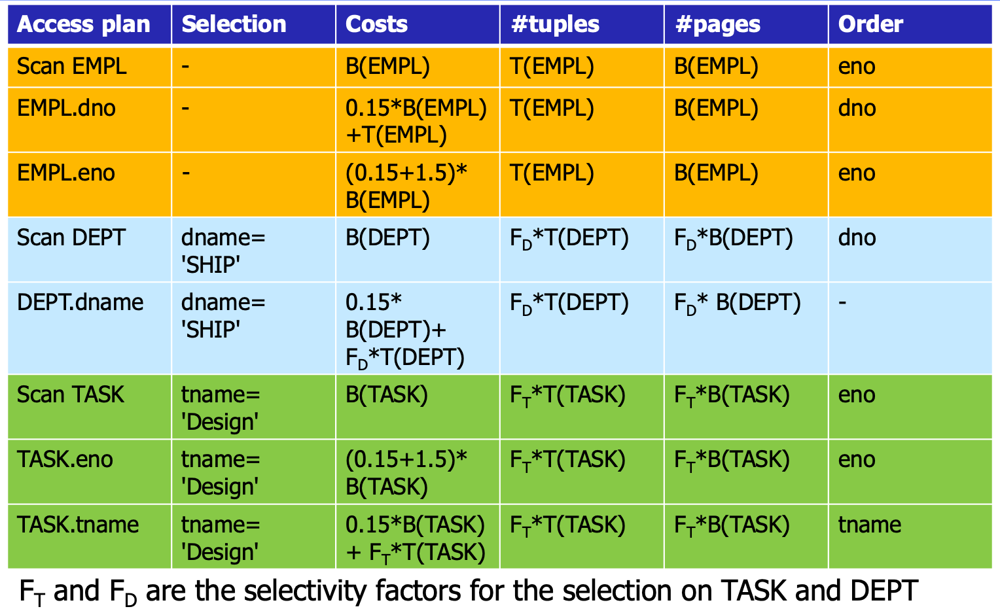 Access plan Selection Costs #tuples #pages Order
Scan EMPL - B(EMPL) T(EMPL) B(EMPL) eno
EMPL.dno - 0.15*B(EMPL) T(EMPL) B(EMPL) dno
+T(EMPL)
EMPL.eno - (0.15+1.5)* T(EMPL) B(EMPL) eno
B(EMPL)
Scan DEPT dname= B(DEPT) F_D*T(DEPT) F_D*B(DEPT) dno
'SHIP'
DEPT.dname dname= 0.15* F_D*T(DEPT) F_D* B(DEPT) -
'SHIP' B(DEPT)+
F_D*T(DEPT)
Scan TASK tname= B(TASK) F_T*T(TASK) F_T*B(TASK) eno
'Design'
TASK.eno tname= (0.15+1.5)* F_T*T(TASK) F_T*B(TASK) eno
'Design' B(TASK)
TASK.tname tname= 0.15*B(TASK) F_T*T(TASK) F_T*B(TASK) tname
'Design' + F_T*T(TASK)
F_T and F_D are the selectivity factors for the selection on TASK and DEPT